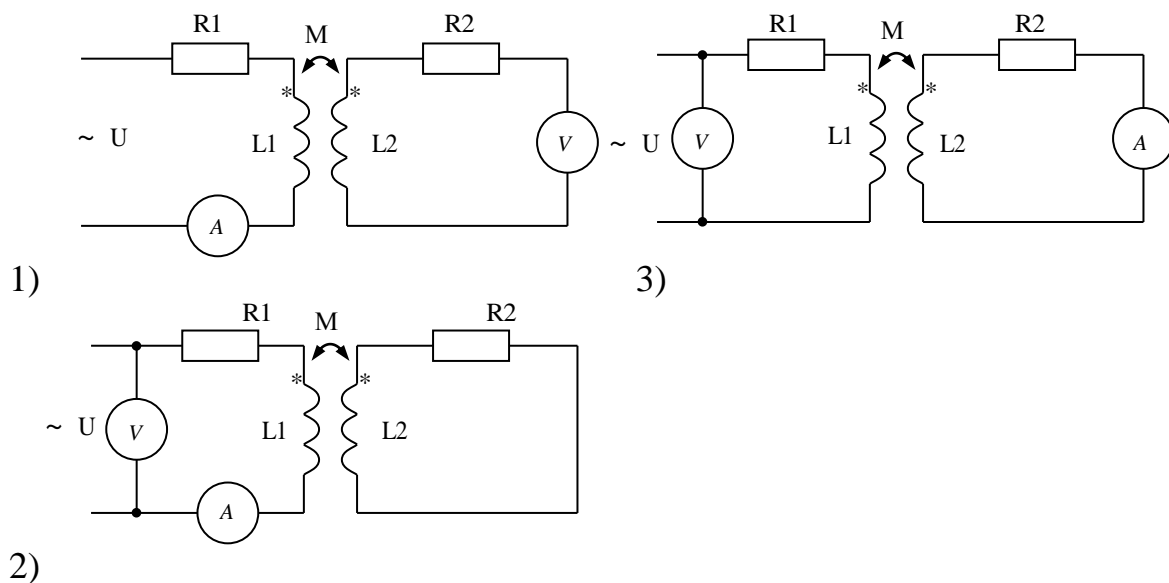 R1 M R2
* *
~ U L1 L2 V
A
1)
R1 M R2
* *
~ U V L1 L2 A
3)
R1 M R2
* *
~ U V L1 L2
A
2)